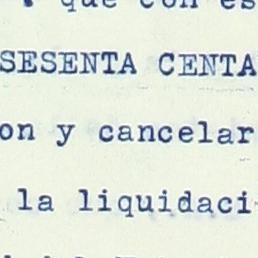 que con es
SESENTA CENTA
on y cancelar
la liquidaci